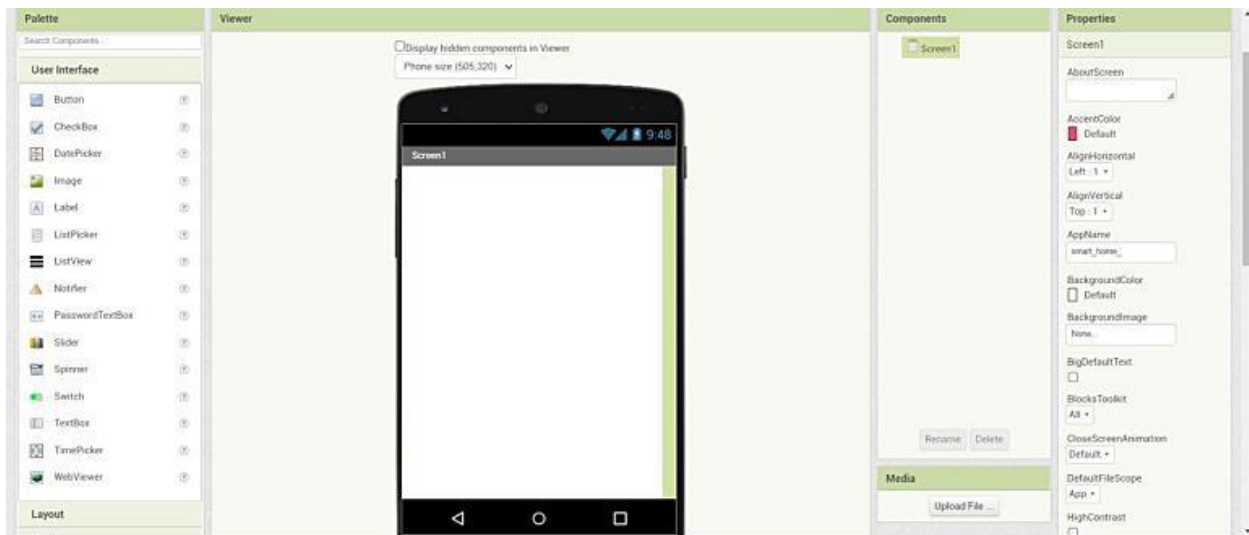 Palette
Search Components...
User Interface
Button
CheckBox
DatePicker
Image
Label
ListPicker
ListView
Notifier
PasswordTextBox
Slider
Spinner
Switch
TextBox
TimePicker
WebViewer
Layout
Viewer
Display hidden components in Viewer
Phone size (505,320)
9:48
Screen1
Components
Screen1
Rename Delete
Media
Upload File ...
Properties
Screen1
AboutScreen
AccentColor
Default
AlignHorizontal
Left : 1
AlignVertical
Top : 1
AppName
smart_home_
BackgroundColor
Default
BackgroundImage
None...
BigDefaultText
BlocksToolkit
All
CloseScreenAnimation
Default
DefaultFileScope
App
HighContrast